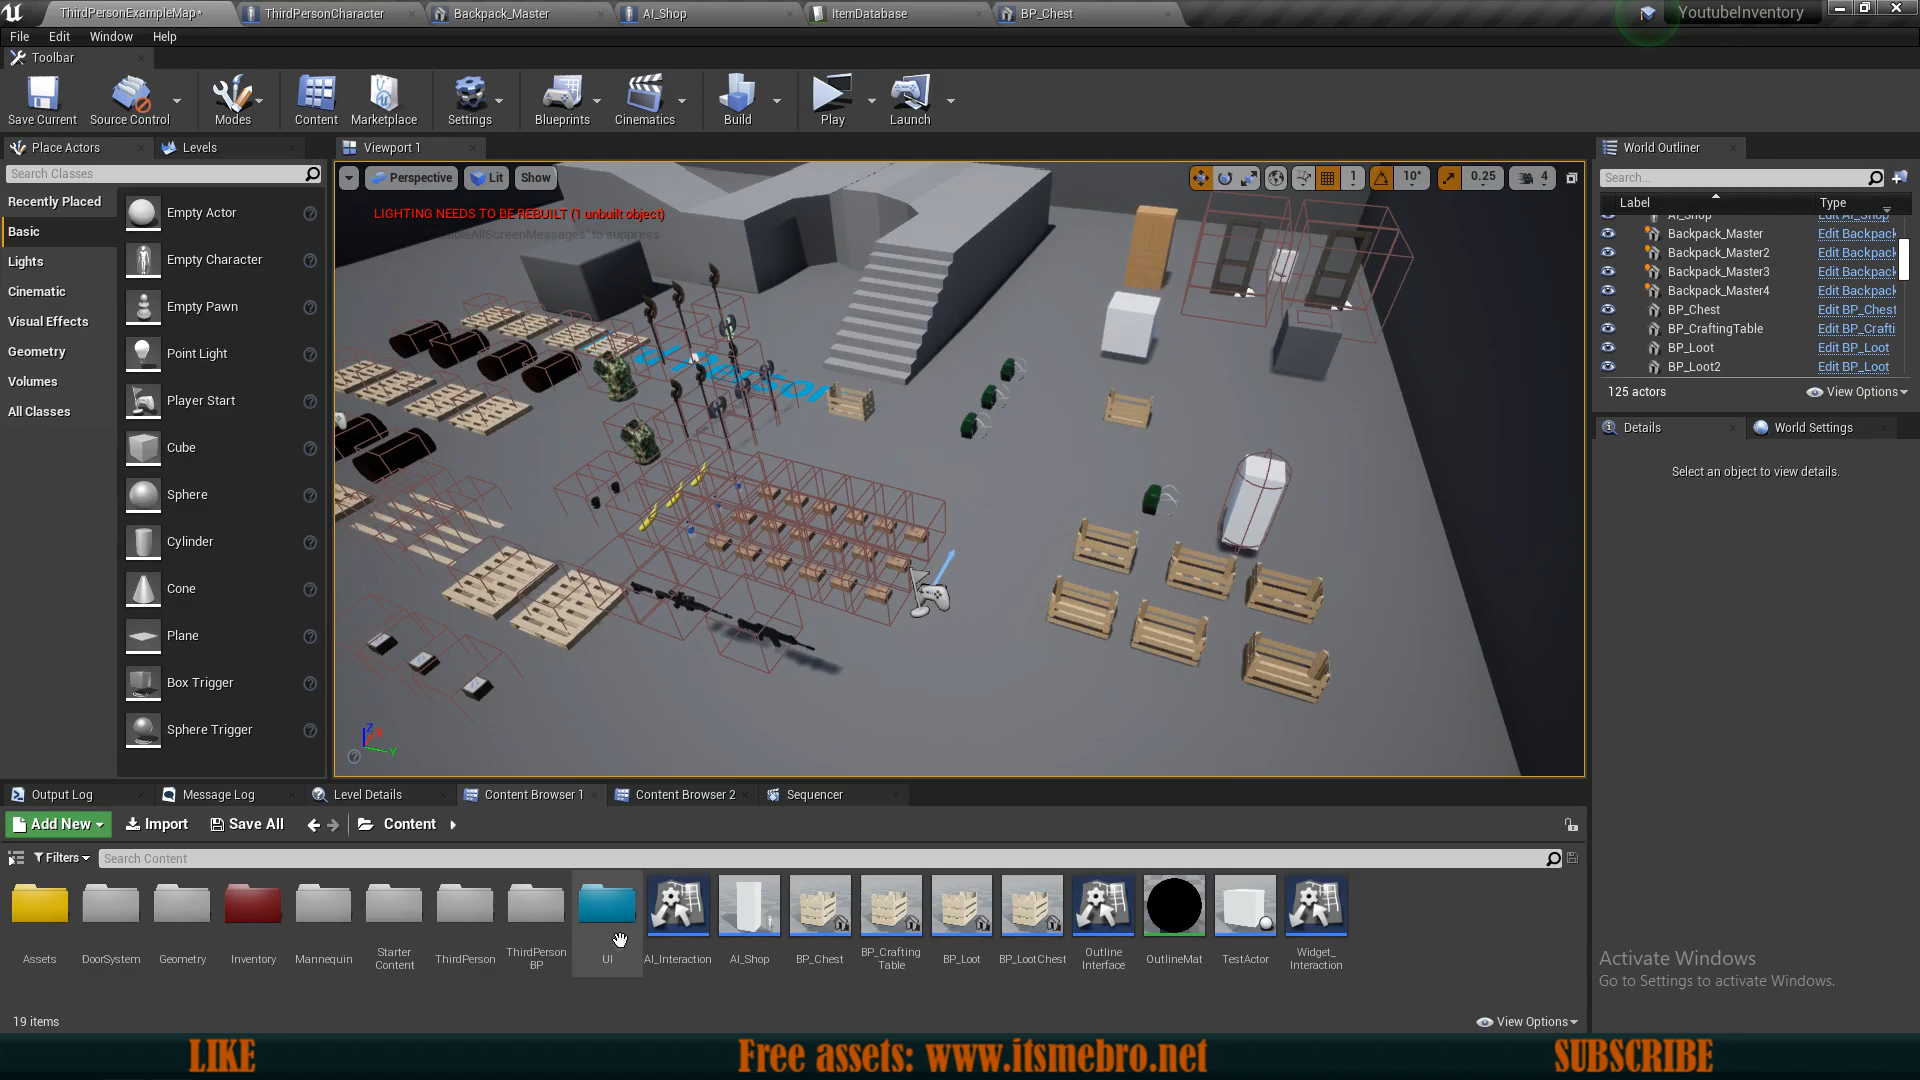 ThirdPersonExampleMap*
ThirdPersonCharacter
Backpack_Master
AI_Shop
ItemDatabase
BP_Chest
YoutubeInventory
File Edit Window Help
Toolbar
Save Current
Source Control
Modes
Content
Marketplace
Settings
Blueprints
Cinematics
Build
Play
Launch
Place Actors
Levels
Viewport 1
World Outliner
Search Classes
Perspective
Lit
Show
1
10°
0.25
4
Search...
Recently Placed
Basic
Lights
Cinematic
Visual Effects
Geometry
Volumes
All Classes
Empty Actor
Empty Character
Empty Pawn
Point Light
Player Start
Cube
Sphere
Cylinder
Cone
Plane
Box Trigger
Sphere Trigger
LIGHTING NEEDS TO BE REBUILT (1 unbuilt object)
AllScreenMessages' to suppress
Z
Y
Label Type
AI_Shop Edit AI_Shop
Backpack_Master Edit Backpack
Backpack_Master2 Edit Backpack
Backpack_Master3 Edit Backpack
Backpack_Master4 Edit Backpack
BP_Chest Edit BP_Chest
BP_CraftingTable Edit BP_Crafti
BP_Loot Edit BP_Loot
BP_Loot2 Edit BP_Loot
125 actors
View Options
Details
World Settings
Select an object to view details.
Output Log
Message Log
Level Details
Content Browser 1
Content Browser 2
Sequencer
Add New
Import
Save All
Content
Filters
Search Content
Assets
DoorSystem
Geometry
Inventory
Mannequin
Starter
Content
ThirdPerson
ThirdPerson
BP
UI
AI_Interaction
AI_Shop
BP_Chest
BP_Crafting
Table
BP_Loot
BP_LootChest
Outline
Interface
OutlineMat
TestActor
Widget_
Interaction
19 items
View Options
Activate Windows
Go to Settings to activate Windows.
LIKE
Free assets: www.itsmebro.net
SUBSCRIBE